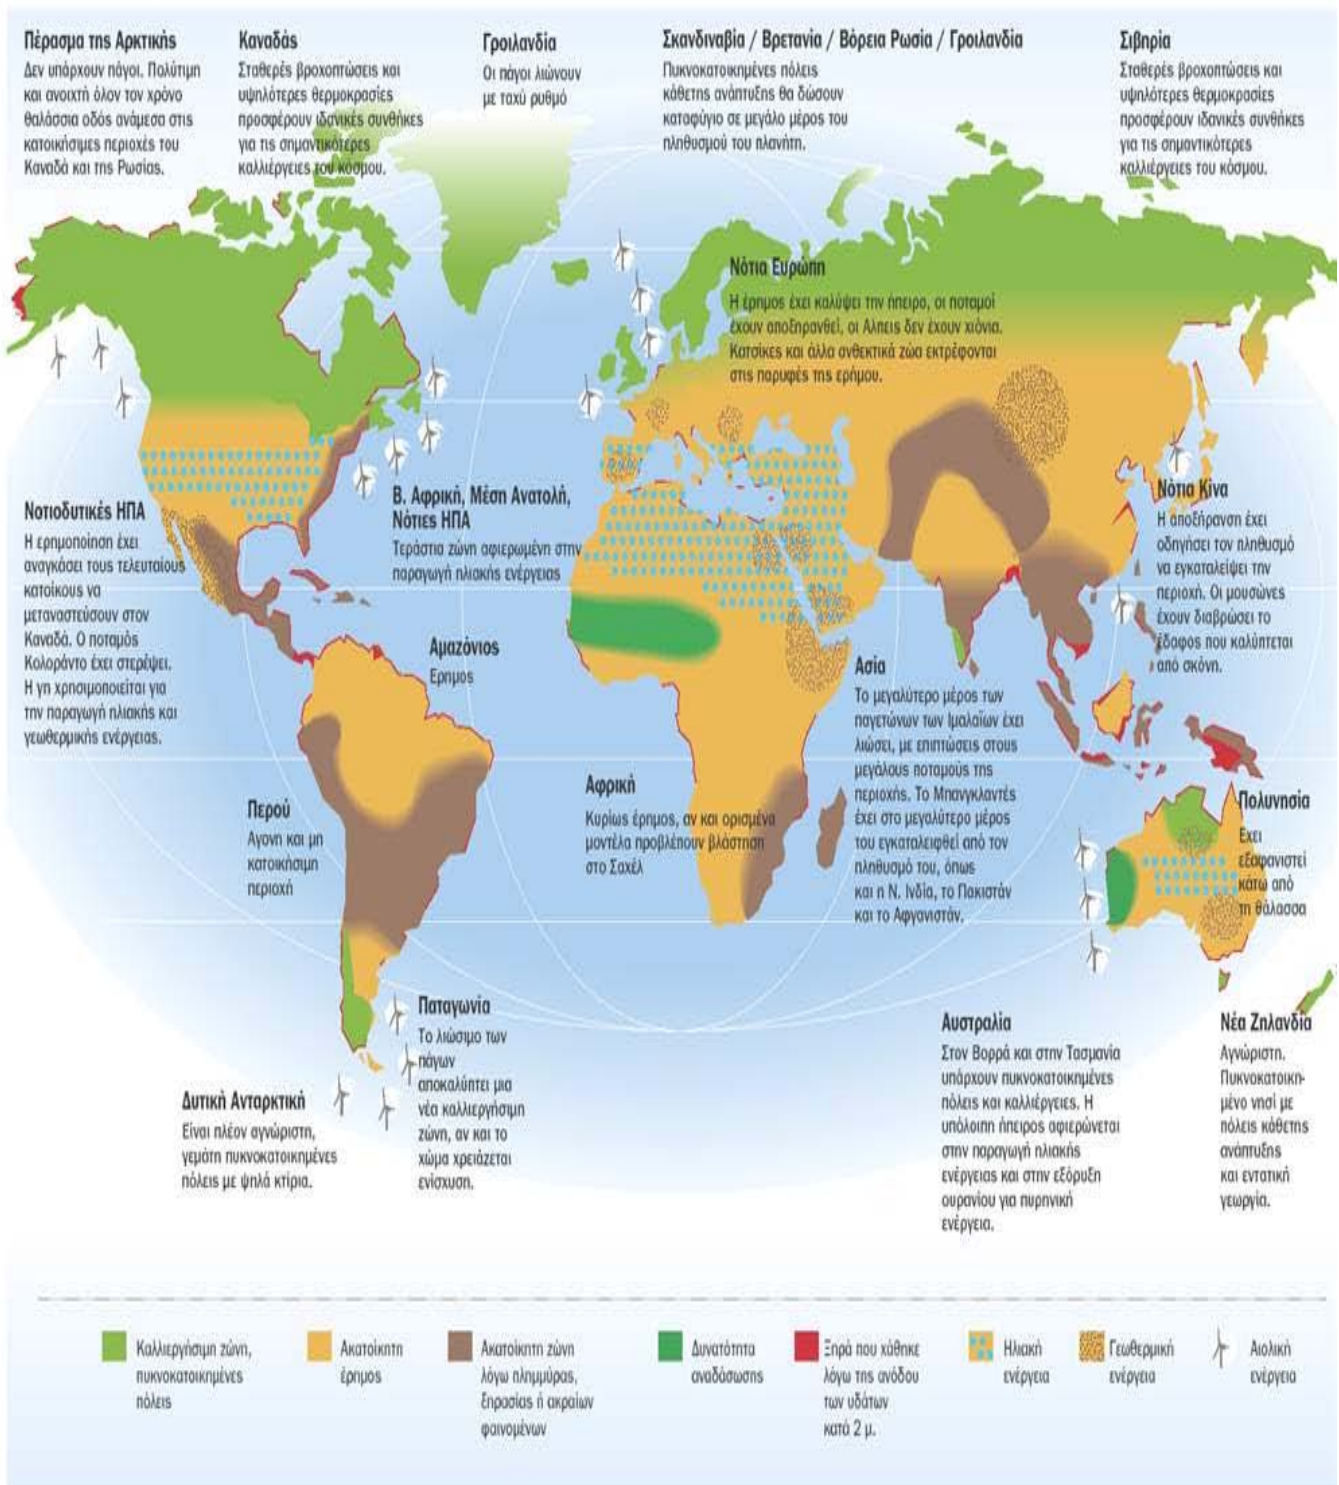 Πέρασμα της Αρκτικής
Δεν υπάρχουν πάγοι. Πολύτιμη
και ανοιχτή όλον τον χρόνο
θαλάσσια οδός ανάμεσα στις
κατοικήσιμες περιοχές του
Καναδά και της Ρωσίας.
Καναδάς
Σταθερές βροχοπτώσεις και
υψηλότερες θερμοκρασίες
προσφέρουν ιδανικές συνθήκες
για τις σημαντικότερες
καλλιέργειες του κόσμου.
Γροιλανδία
Οι πάγοι λιώνουν
με ταχύ ρυθμό
Σκανδιναβία / Βρετανία / Βόρεια Ρωσία / Γροιλανδία
Πυκνοκατοικημένες πόλεις
κάθετης ανάπτυξης θα δώσουν
καταφύγιο σε μεγάλο μέρος του
πληθυσμού του πλανήτη.
Σιβηρία
Σταθερές βροχοπτώσεις και
υψηλότερες θερμοκρασίες
προσφέρουν ιδανικές συνθήκες
για τις σημαντικότερες
καλλιέργειες του κόσμου.
Νότια Ευρώπη
Η έρημος έχει καλύψει την ήπειρο, οι ποταμοί
έχουν αποξηρανθεί, οι Αλπεις δεν έχουν χιόνια.
Κατσίκες και άλλα ανθεκτικά ζώα εκτρέφονται
στις παρυφές της ερήμου.
Νοτιοδυτικές ΗΠΑ
Η ερημοποίηση έχει
αναγκάσει τους τελευταίους
κατοίκους να
μεταναστεύσουν στον
Καναδά. Ο ποταμός
Κολοράντο έχει στερέψει.
Η γη χρησιμοποιείται για
την παραγωγή ηλιακής και
γεωθερμικής ενέργειας.
Β. Αφρική, Μέση Ανατολή,
Νότιες ΗΠΑ
Τεράστια ζώνη αφιερωμένη στην
παραγωγή ηλιακής ενέργειας
Νότια Κίνα
Η αποξήρανση έχει
οδηγήσει τον πληθυσμό
να εγκαταλείψει την
περιοχή. Οι μουσώνες
έχουν διαβρώσει το
έδαφος που καλύπτεται
από σκόνη.
Αμαζόνιος
Ερημος
Ασία
Το μεγαλύτερο μέρος των
παγετώνων των Ιμαλαΐων έχει
λιώσει, με επιπτώσεις στους
μεγάλους ποταμούς της
περιοχής. Το Μπανγκλαντές
έχει στο μεγαλύτερο μέρος
του εγκαταλειφθεί από τον
πληθυσμό του, όπως
και η Ν. Ινδία, το Πακιστάν
και το Αφγανιστάν.
Αφρική
Κυρίως έρημος, αν και ορισμένα
μοντέλα προβλέπουν βλάστηση
στο Σαχέλ
Περού
Αγονη και μη
κατοικήσιμη
περιοχή
Πολυνησία
Εχει
εξαφανιστεί
κάτω από
τη θάλασσα
Παταγωνία
Το λιώσιμο των
πάγων
αποκαλύπτει μια
νέα καλλιεργήσιμη
ζώνη, αν και το
χώμα χρειάζεται
ενίσχυση.
Δυτική Ανταρκτική
Είναι πλέον αγνώριστη,
γεμάτη πυκνοκατοικημένες
πόλεις με ψηλά κτίρια.
Αυστραλία
Στον Βορρά και στην Τασμανία
υπάρχουν πυκνοκατοικημένες
πόλεις και καλλιέργειες. Η
υπόλοιπη ήπειρος αφιερώνεται
στην παραγωγή ηλιακής
ενέργειας και στην εξόρυξη
ουρανίου για πυρηνική
ενέργεια.
Νέα Ζηλανδία
Αγνώριστη.
Πυκνοκατοικη-
μένο νησί με
πόλεις κάθετης
ανάπτυξης
και εντατική
γεωργία.
Καλλιεργήσιμη ζώνη,
πυκνοκατοικημένες
πόλεις
Ακατοίκητη
έρημος
Ακατοίκητη ζώνη
λόγω πλημμύρας,
ξηρασίας ή ακραίων
φαινομένων
Δυνατότητα
αναδάσωσης
Ξηρά που χάθηκε
λόγω της ανόδου
των υδάτων
κατά 2 μ.
Ηλιακή
ενέργεια
Γεωθερμική
ενέργεια
Αιολική
ενέργεια